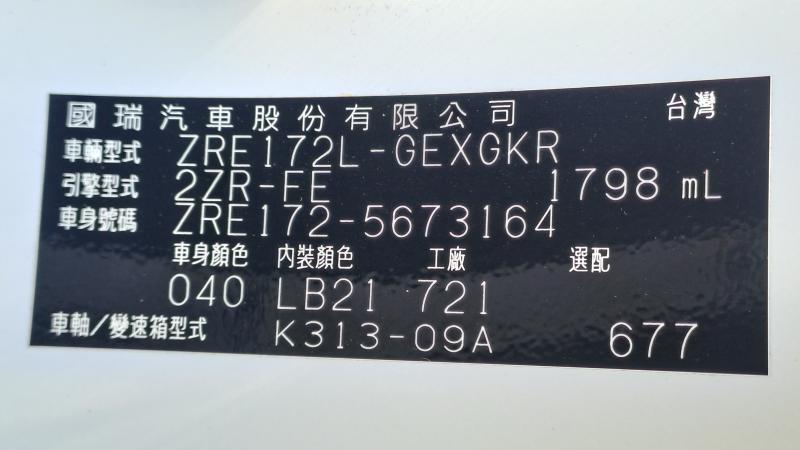 國瑞汽車股份有限公司 台灣
車輛型式 ZRE172L-GEXGKR
引擎型式 2ZR-FE 1798 mL
車身號碼 ZRE172-5673164
車身顏色 內裝顏色 工廠 選配
040 LB21 721
車軸/變速箱型式 K313-09A 677